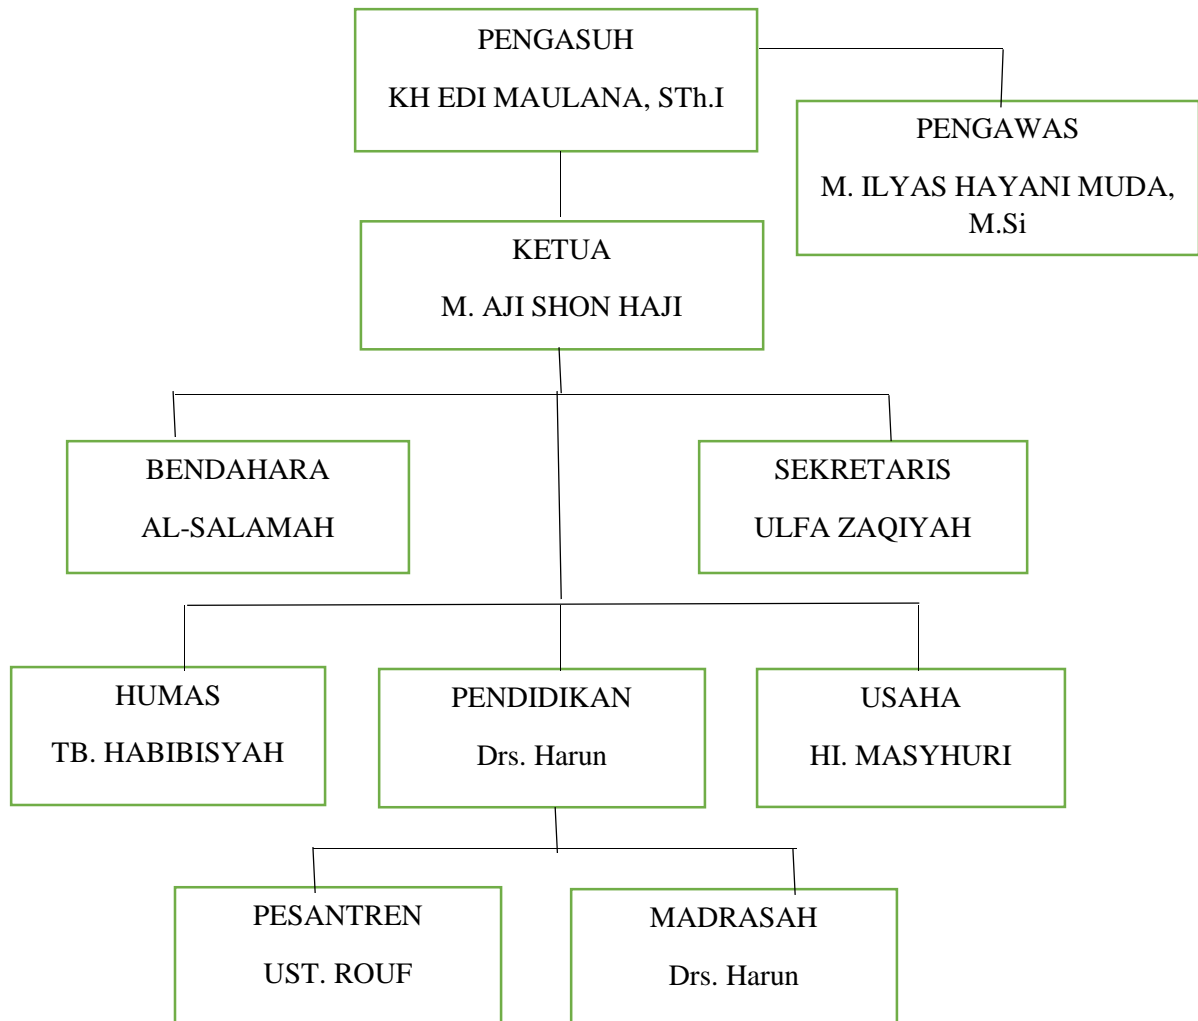 PENGASUH
KH EDI MAULANA, STh.I
PENGAWAS
M. ILYAS HAYANI MUDA,
M.Si
KETUA
M. AJI SHON HAJI
BENDAHARA
AL-SALAMAH
SEKRETARIS
ULFA ZAQIYAH
HUMAS
TB. HABIBISYAH
PENDIDIKAN
Drs. Harun
USAHA
HI. MASYHURI
PESANTREN
UST. ROUF
MADRASAH
Drs. Harun